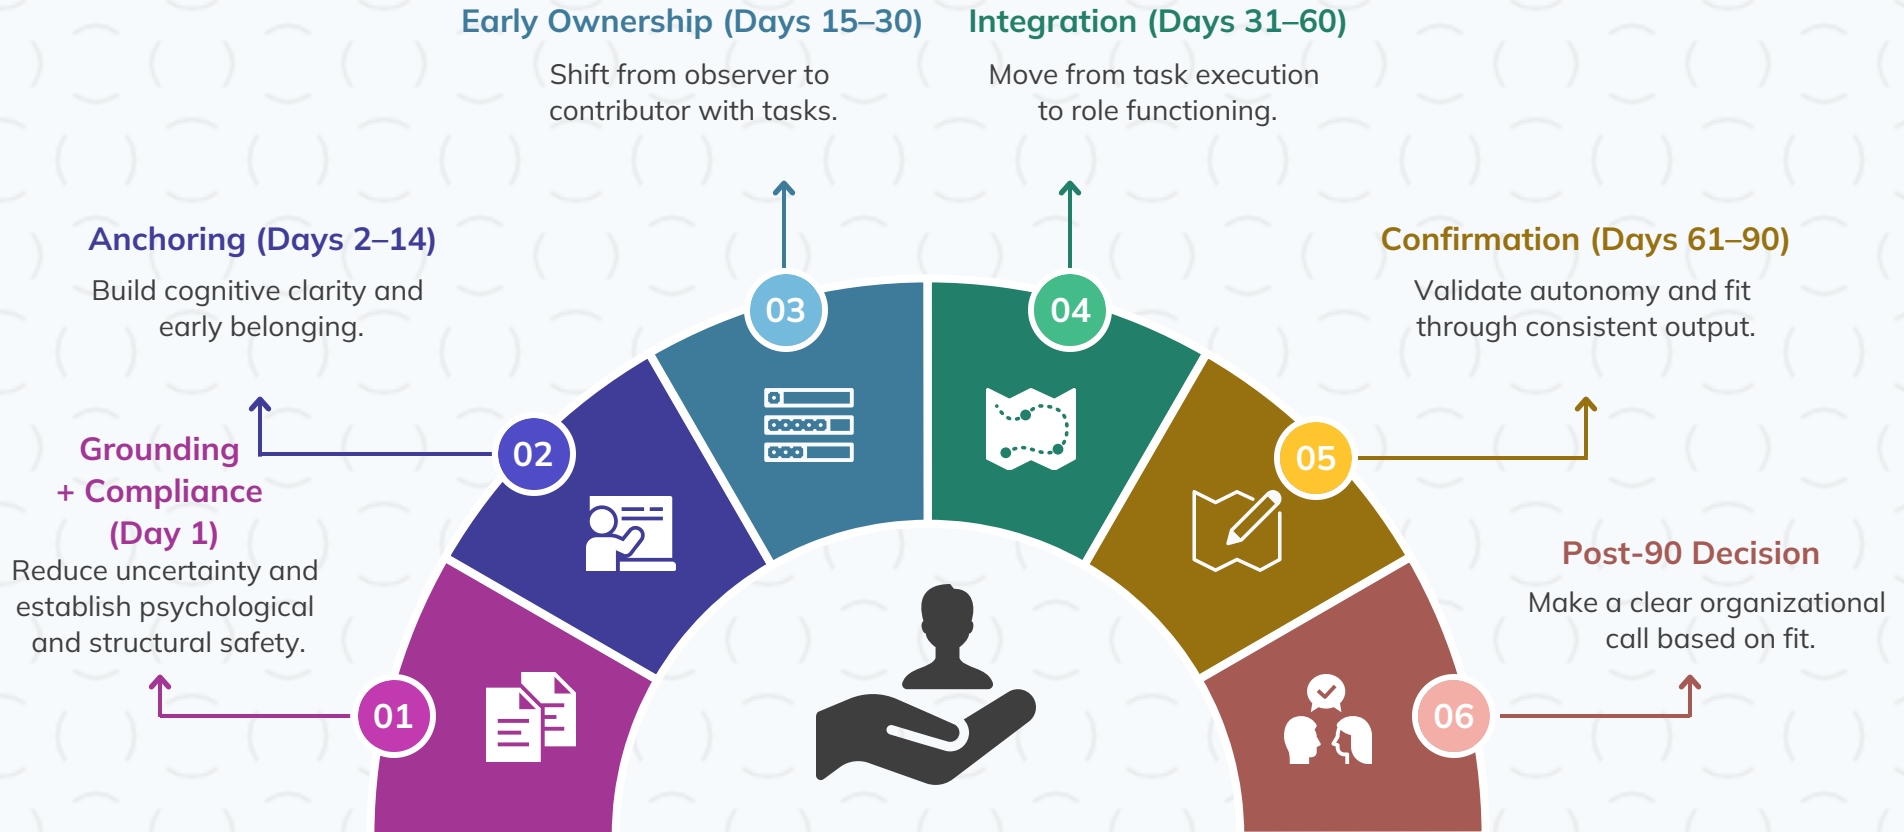 Early Ownership (Days 15–30)
Shift from observer to
contributor with tasks.
Integration (Days 31–60)
Move from task execution
to role functioning.
Anchoring (Days 2–14)
Build cognitive clarity and
early belonging.
Confirmation (Days 61–90)
Validate autonomy and fit
through consistent output.
Grounding
+ Compliance
(Day 1)
Reduce uncertainty and
establish psychological
and structural safety.
Post-90 Decision
Make a clear organizational
call based on fit.
01
02
03
04
05
06